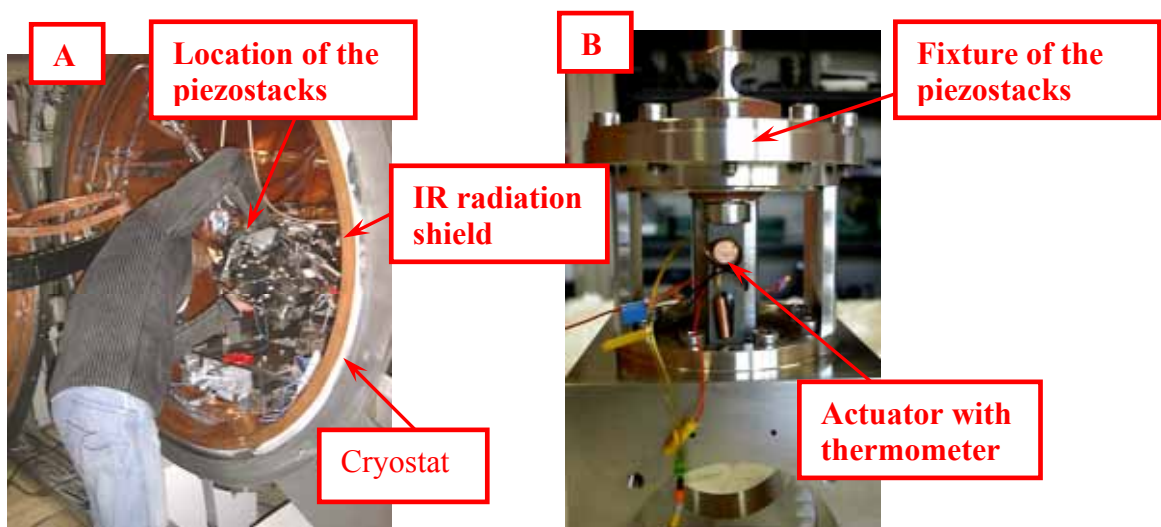 A
Location of the
piezostacks
IR radiation
shield
Cryostat
B
Fixture of the
piezostacks
Actuator with
thermometer